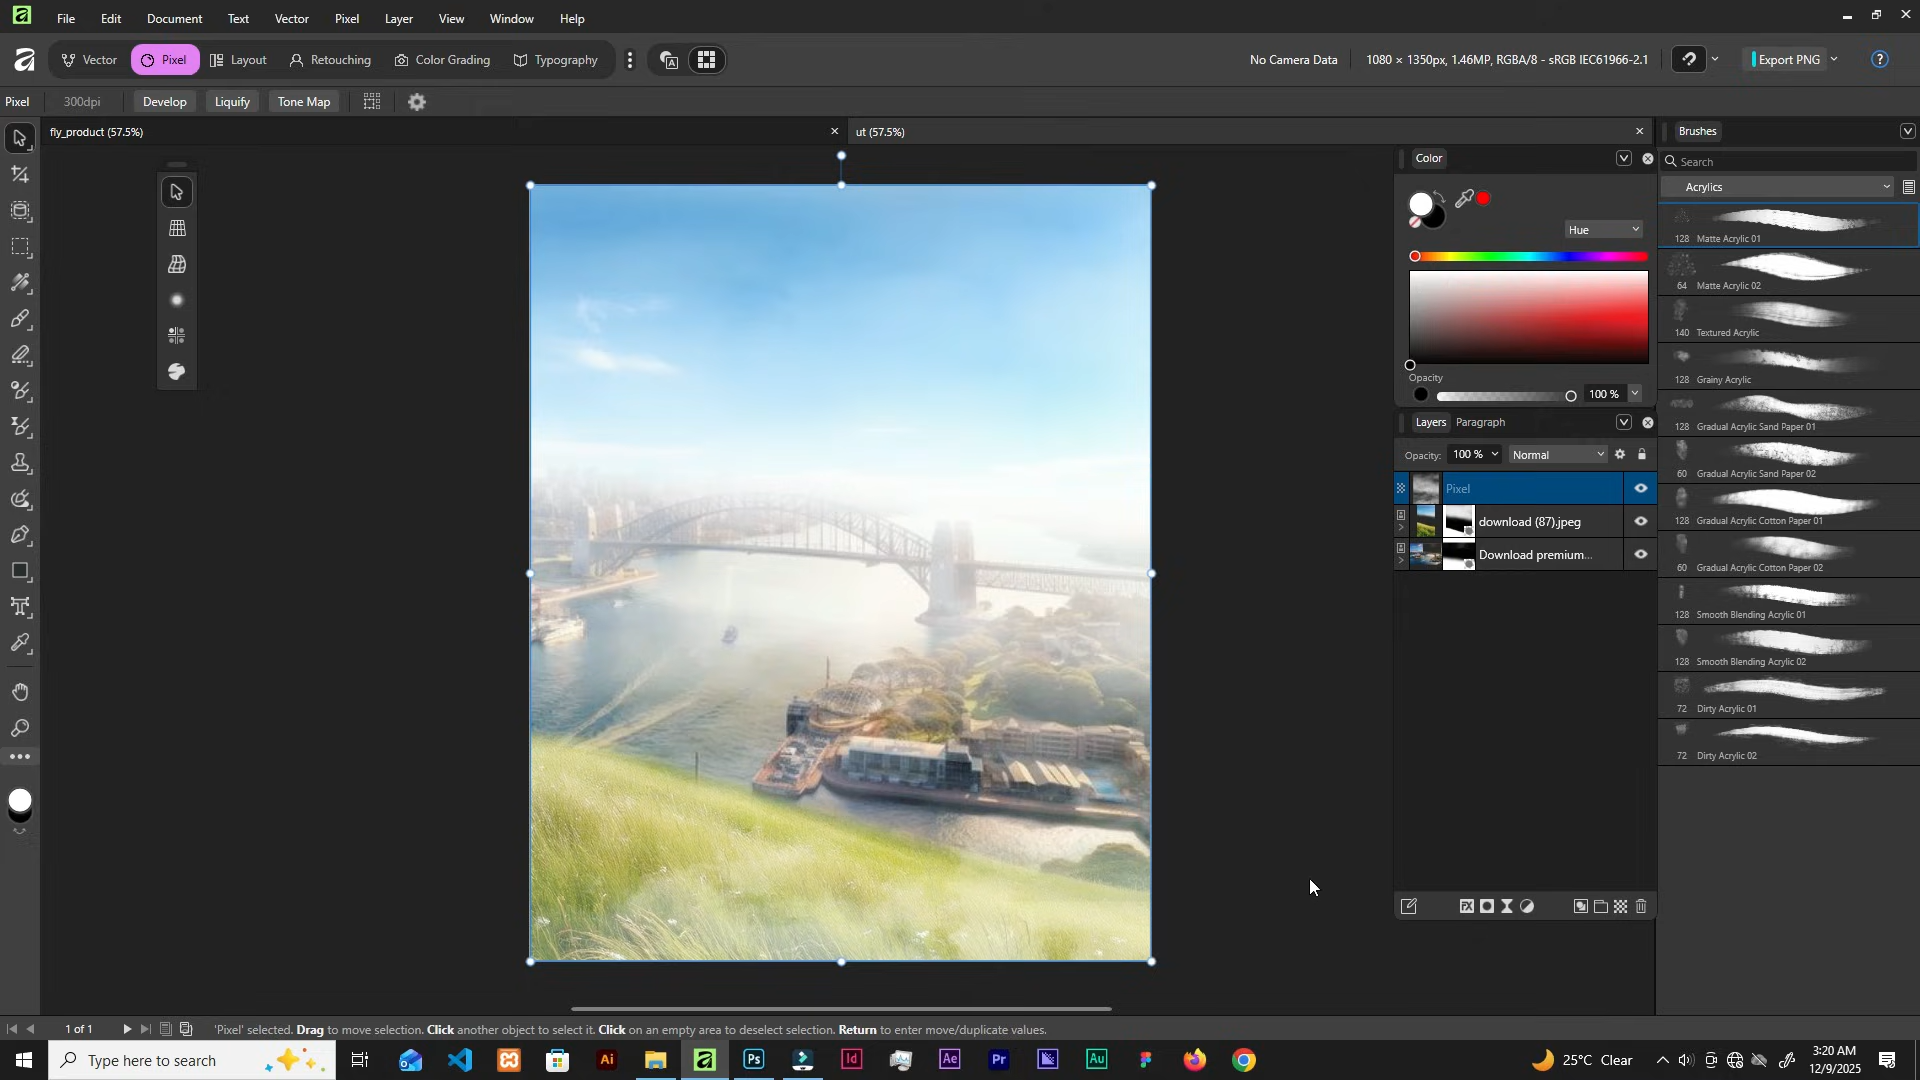 File Edit Document Text Vector Pixel Layer View Window Help
Vector Pixel Layout Retouching Color Grading Typography No Camera Data 1080 × 1350px, 1.46MP, RGBA/8 - sRGB IEC61966-2.1 Export PNG
Pixel 300dpi Develop Liquify Tone Map
fly_product (57.5%) ut (57.5%)
Brushes
Search
Acrylics
128 Matte Acrylic 01
64 Matte Acrylic 02
140 Textured Acrylic
128 Grainy Acrylic
128 Gradual Acrylic Sand Paper 01
60 Gradual Acrylic Sand Paper 02
128 Gradual Acrylic Cotton Paper 01
60 Gradual Acrylic Cotton Paper 02
128 Smooth Blending Acrylic 01
128 Smooth Blending Acrylic 02
72 Dirty Acrylic 01
72 Dirty Acrylic 02
Color
Hue
Opacity
100 %
Layers Paragraph
Opacity: 100 % Normal
Pixel
download (87).jpeg
Download premium...
1 of 1 'Pixel' selected. Drag to move selection. Click another object to select it. Click on an empty area to deselect selection. Return to enter move/duplicate values.
Type here to search
Ai Ps Id Ae Pr Au
25°C Clear
3:20 AM
12/9/2025